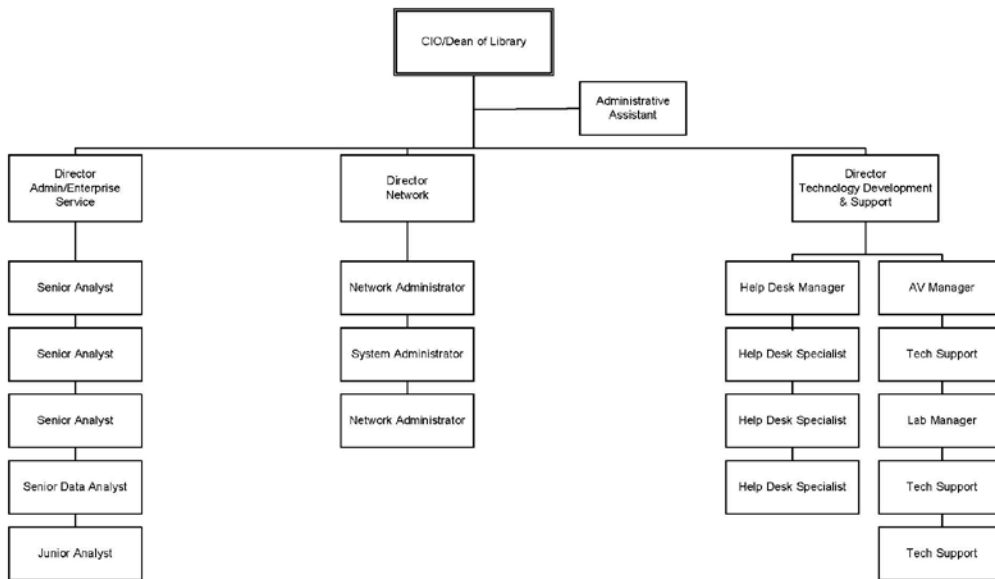 CIO/Dean of Library
Administrative
Assistant
Director
Admin/Enterprise
Service
Director
Network
Director
Technology Development
& Support
Senior Analyst
Network Administrator
Help Desk Manager
AV Manager
Senior Analyst
System Administrator
Help Desk Specialist
Tech Support
Senior Analyst
Network Administrator
Help Desk Specialist
Lab Manager
Senior Data Analyst
Help Desk Specialist
Tech Support
Junior Analyst
Tech Support